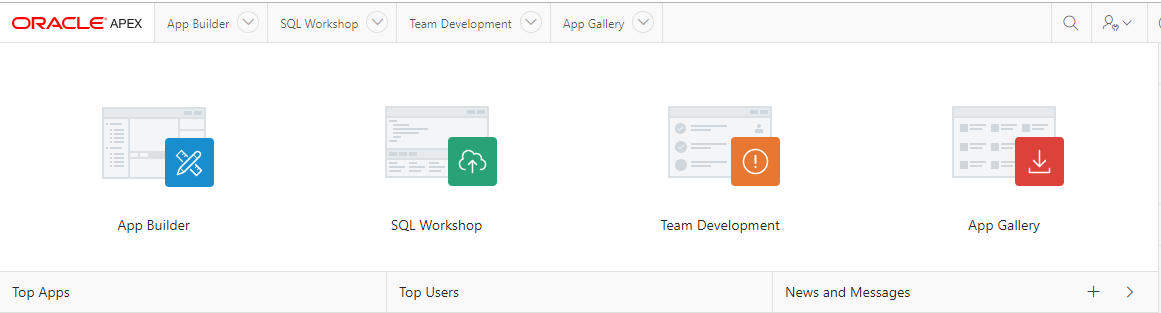 ORACLE APEX App Builder SQL Workshop Team Development App Gallery
App Builder SQL Workshop Team Development App Gallery
Top Apps Top Users News and Messages